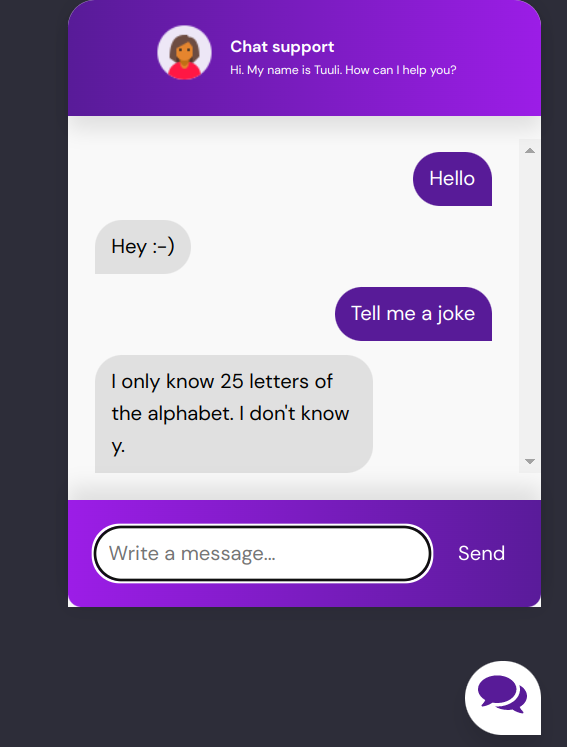 Chat support
Hi. My name is Tuuli. How can I help you?
Hello
Hey :-)
Tell me a joke
I only know 25 letters of
the alphabet. I don't know
y.
Write a message...
Send